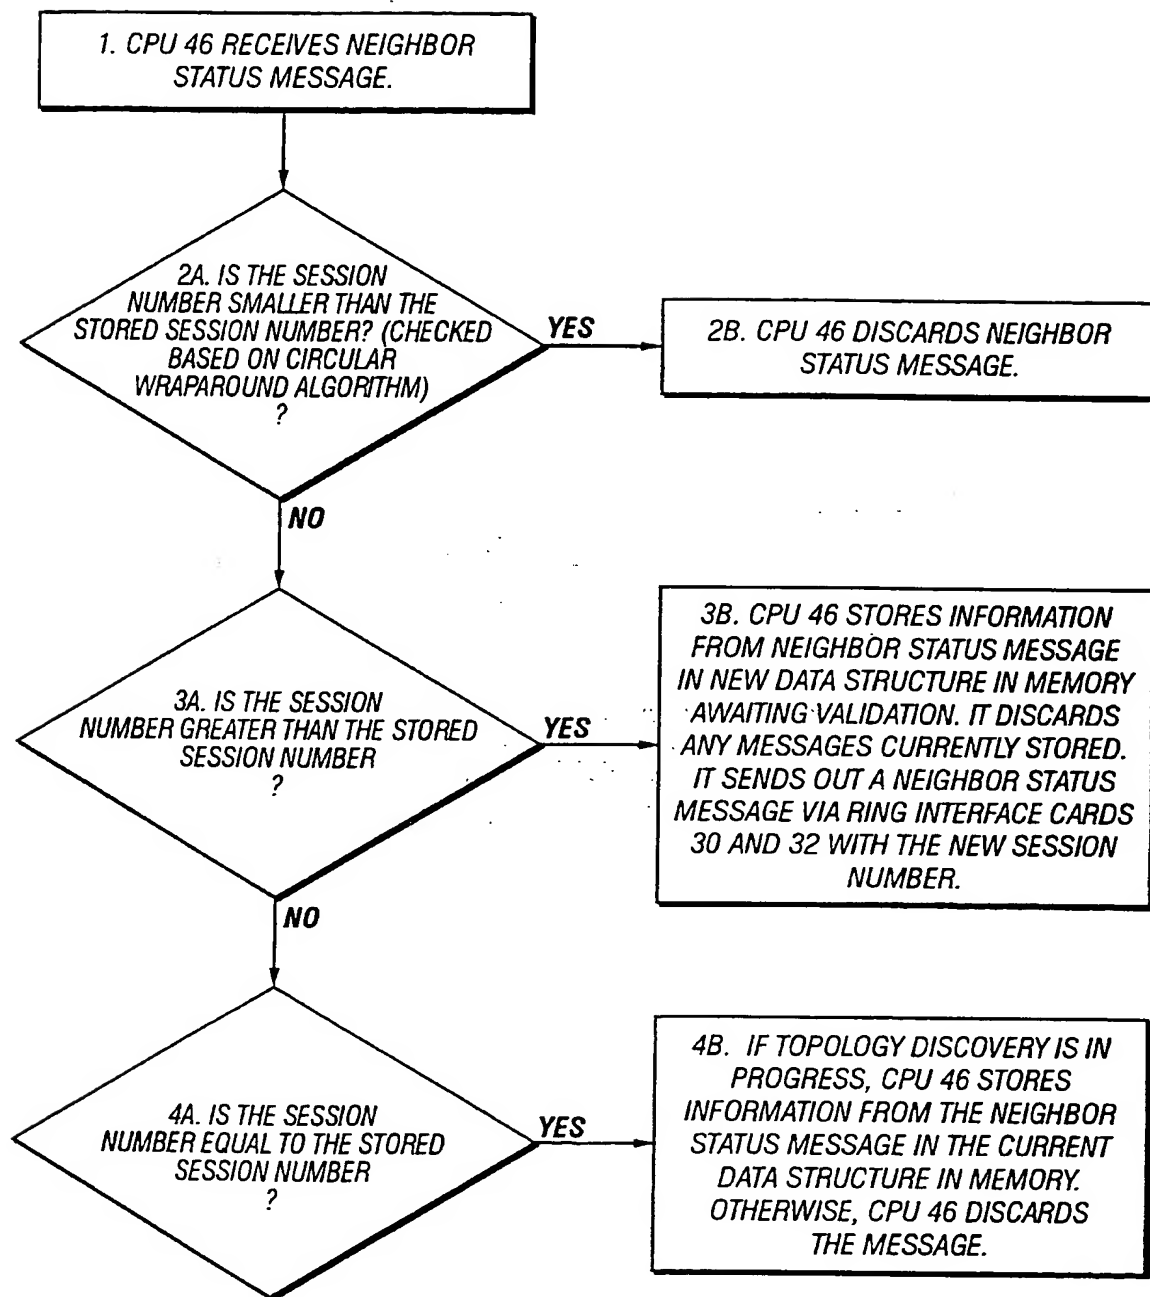 1. CPU 46 RECEIVES NEIGHBOR
STATUS MESSAGE.
2A. IS THE SESSION
NUMBER SMALLER THAN THE
STORED SESSION NUMBER? (CHECKED
BASED ON CIRCULAR
WRAPAROUND ALGORITHM)
?
YES
2B. CPU 46 DISCARDS NEIGHBOR
STATUS MESSAGE.
NO
3A. IS THE SESSION
NUMBER GREATER THAN THE STORED
SESSION NUMBER
?
YES
3B. CPU 46 STORES INFORMATION
FROM NEIGHBOR STATUS MESSAGE
IN NEW DATA STRUCTURE IN MEMORY
AWAITING VALIDATION. IT DISCARDS
ANY MESSAGES CURRENTLY STORED.
IT SENDS OUT A NEIGHBOR STATUS
MESSAGE VIA RING INTERFACE CARDS
30 AND 32 WITH THE NEW SESSION
NUMBER.
NO
4A. IS THE SESSION
NUMBER EQUAL TO THE STORED
SESSION NUMBER
?
YES
4B. IF TOPOLOGY DISCOVERY IS IN
PROGRESS, CPU 46 STORES
INFORMATION FROM THE NEIGHBOR
STATUS MESSAGE IN THE CURRENT
DATA STRUCTURE IN MEMORY.
OTHERWISE, CPU 46 DISCARDS
THE MESSAGE.